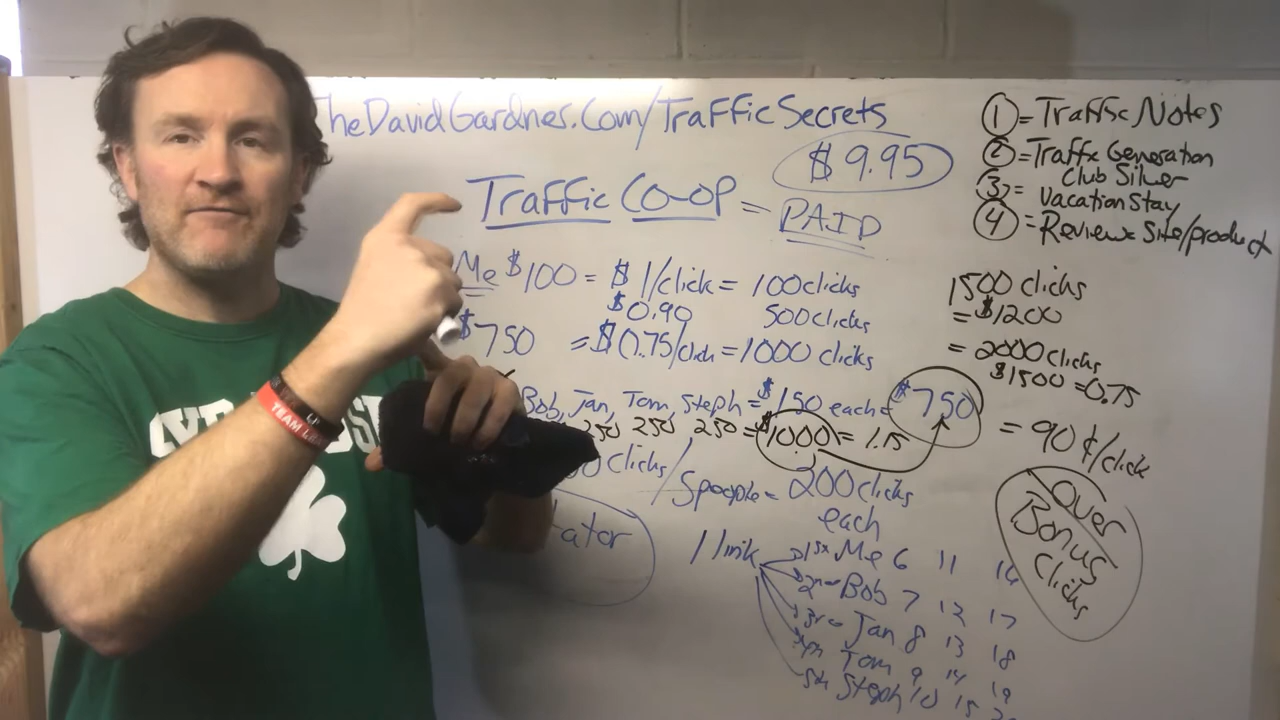 TheDavidGardner.Com/TrafficSecrets
$9.95
Traffic Co-op = PAID
Me $100 = $1/click = 100 clicks
$0.90 500 clicks
$750 = $0.75/click = 1000 clicks
Bob, Jan, Tom, Steph = $150 each = $750
250 250 250 = $1000 = 1.15
clicks/5 people = 200 clicks
each
ator
1 link
1st Me 6 11 16
2nd Bob 7 12 17
3rd Jan 8 13 18
4th Tom 9 14 19
5th Steph 10 15
1 = Traffic Notes
2 = Traffic Generation
Club Silver
3 = Vacation Stay
4 = Review Site/product
1500 clicks
= $1200
= 2000 clicks
$1500 = 0.75
= 90¢/click
Over
Bonus
Clicks
TEAM